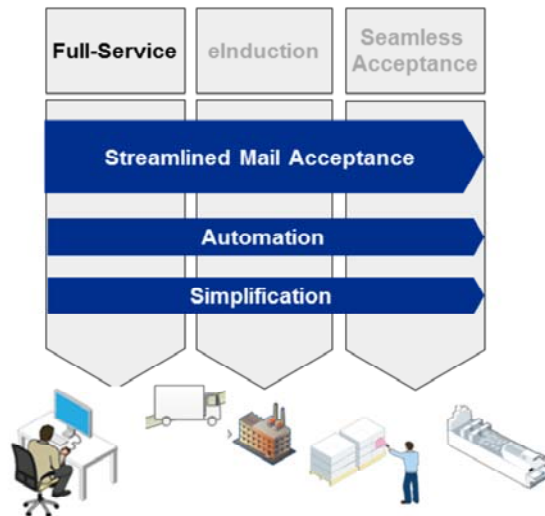 Full-Service
eInduction
Seamless
Acceptance
Streamlined Mail Acceptance
Automation
Simplification